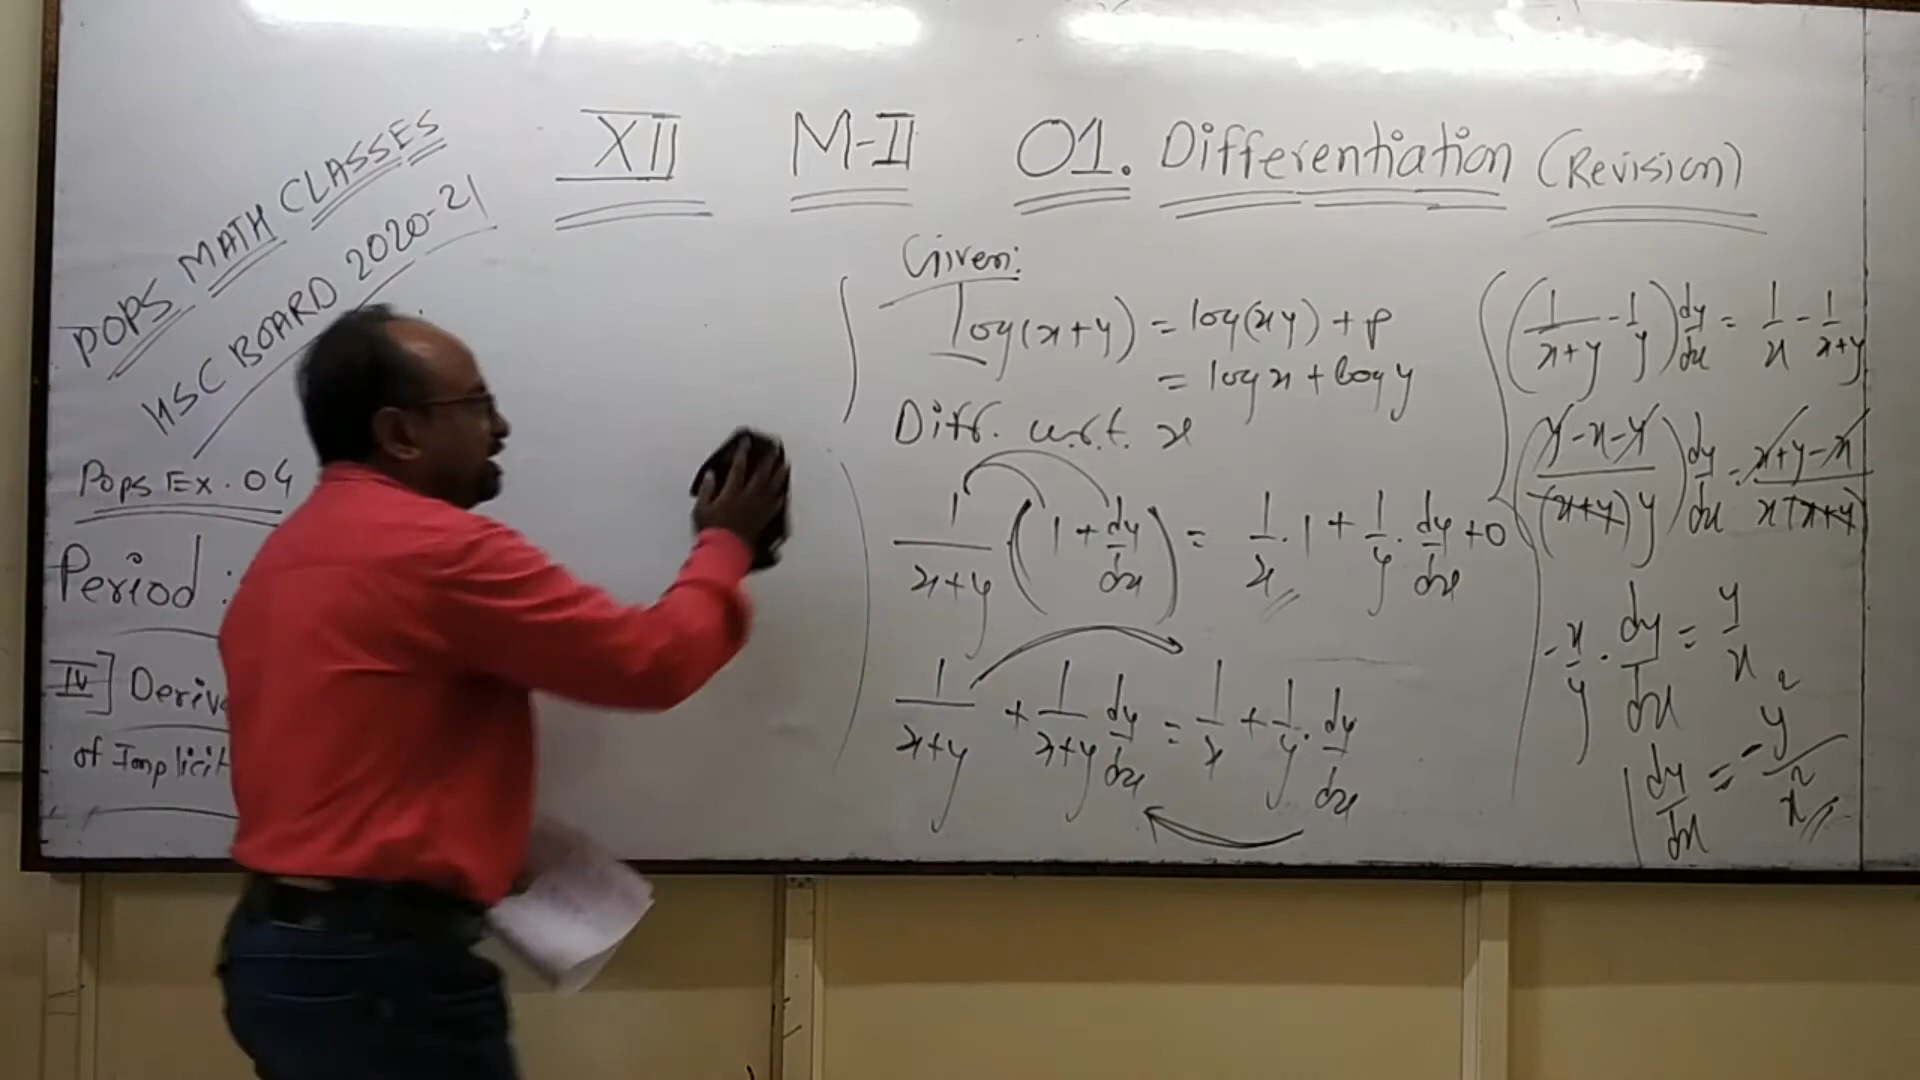 POPS MATH CLASSES
HSC BOARD 2020-21
XII M-II 01. Differentiation (Revision)
Pops Ex. 04
Period :
IV] Deriva
of Implicit
Given:
log(x+y) = log(xy) + p
= log x + log y
Diff. w.r.t. x
1/(x+y) (1 + dy/dx) = 1/x . 1 + 1/y . dy/dx + 0
1/(x+y) + 1/(x+y) dy/dx = 1/x + 1/y . dy/dx
(1/(x+y) - 1/y) dy/dx = 1/x - 1/(x+y)
((y-x-y)/((x+y)y)) dy/dx = (x+y-x)/(x(x+y))
-x/y . dy/dx = y/x
dy/dx = -y²/x²